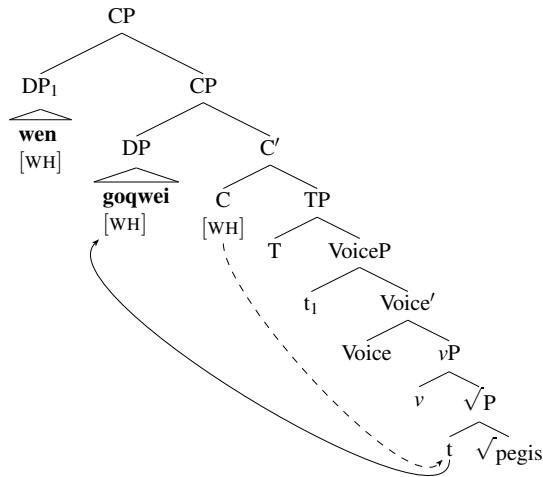 CP
DP₁ CP
wen
[WH]
DP C′
goqwei
[WH]
C TP
[WH]
T VoiceP
t₁ Voice′
Voice vP
v √P
t √pegis